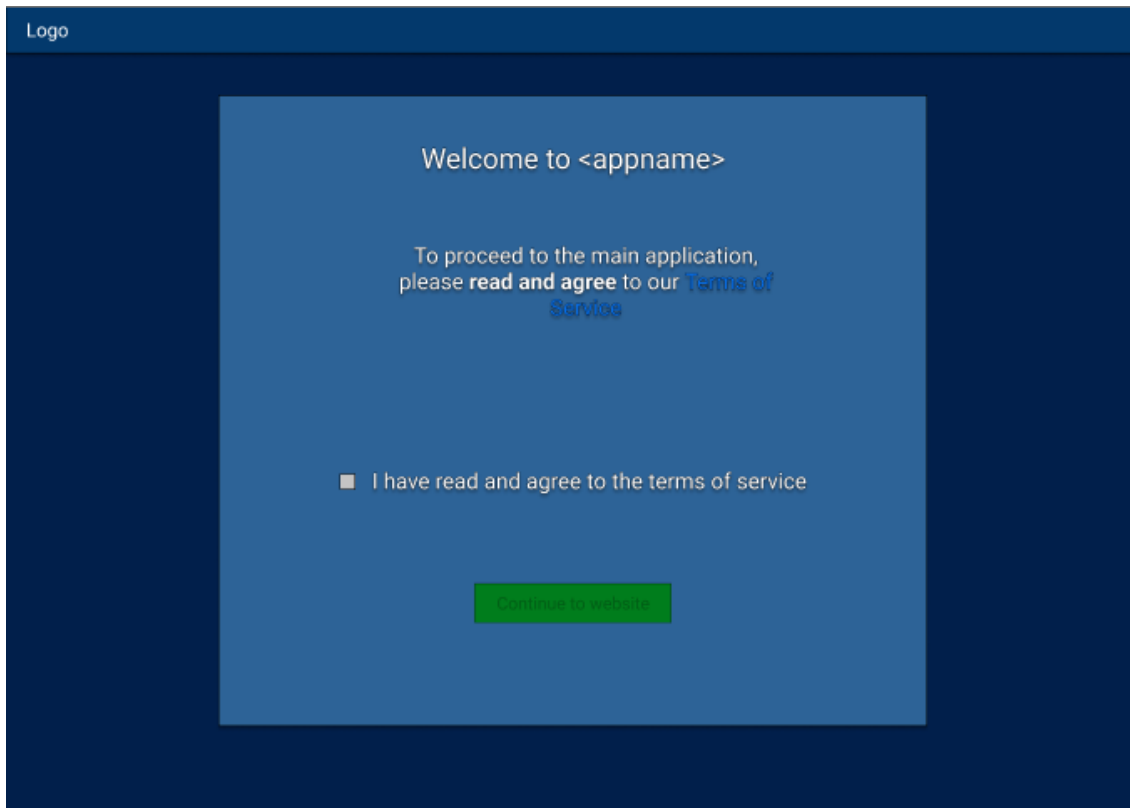 Logo
Welcome to <appname>
To proceed to the main application,
please read and agree to our Terms of
Service
I have read and agree to the terms of service
Continue to website